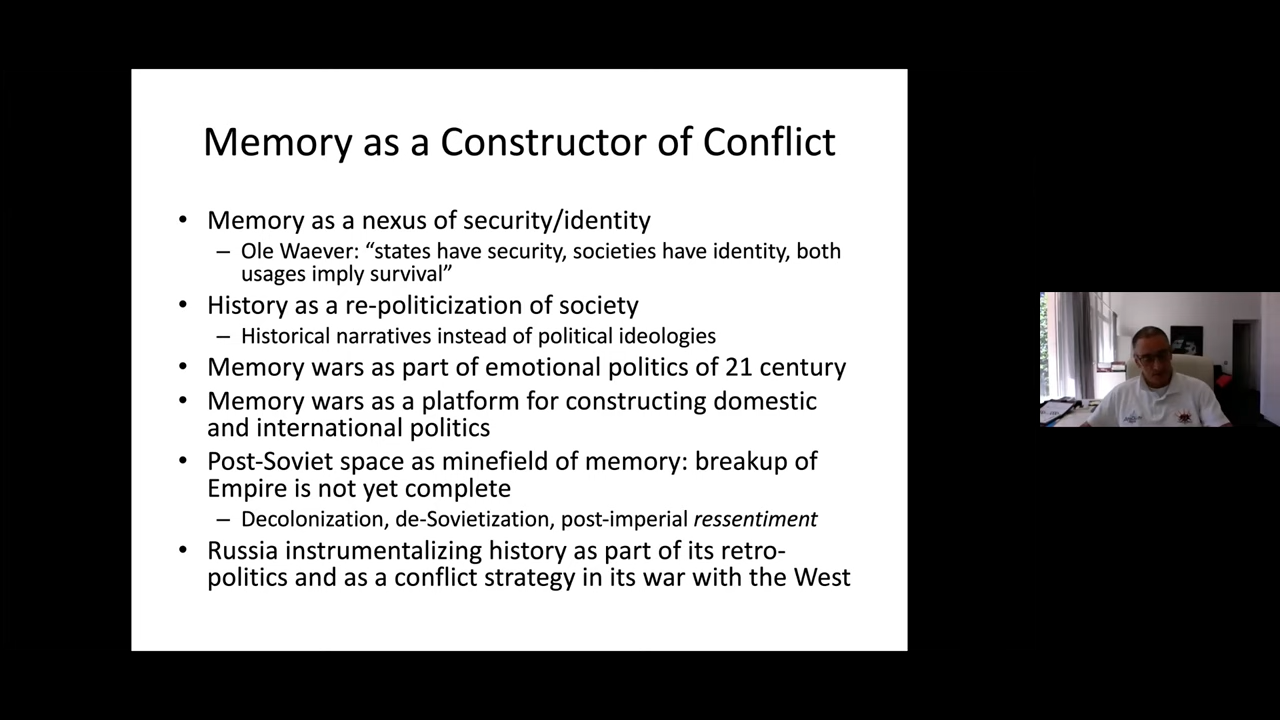 Memory as a Constructor of Conflict
• Memory as a nexus of security/identity
– Ole Waever: “states have security, societies have identity, both
usages imply survival”
• History as a re-politicization of society
– Historical narratives instead of political ideologies
• Memory wars as part of emotional politics of 21 century
• Memory wars as a platform for constructing domestic
and international politics
• Post-Soviet space as minefield of memory: breakup of
Empire is not yet complete
– Decolonization, de-Sovietization, post-imperial ressentiment
• Russia instrumentalizing history as part of its retro-
politics and as a conflict strategy in its war with the West